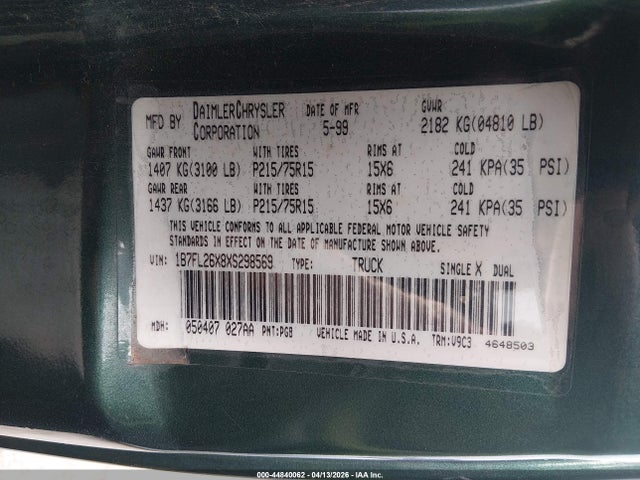 MFD BY DAIMLERCHRYSLER CORPORATION DATE OF MFR 5-99 GVWR 2182 KG(04810 LB)
GAWR FRONT WITH TIRES RIMS AT COLD
1407 KG(3100 LB) P215/75R15 15X6 241 KPA(35 PSI)
GAWR REAR WITH TIRES RIMS AT COLD
1437 KG(3166 LB) P215/75R15 15X6 241 KPA(35 PSI)
THIS VEHICLE CONFORMS TO ALL APPLICABLE FEDERAL MOTOR VEHICLE SAFETY
STANDARDS IN EFFECT ON THE DATE OF MANUFACTURE SHOWN ABOVE.
VIN: 1B7FL26X8XS298569 TYPE: TRUCK SINGLE X DUAL
MDH: 050407 027AA PNT:PG8 VEHICLE MADE IN U.S.A. TRM:V9C3 4648503
000-44840062 - 04/13/2026 - IAA Inc.